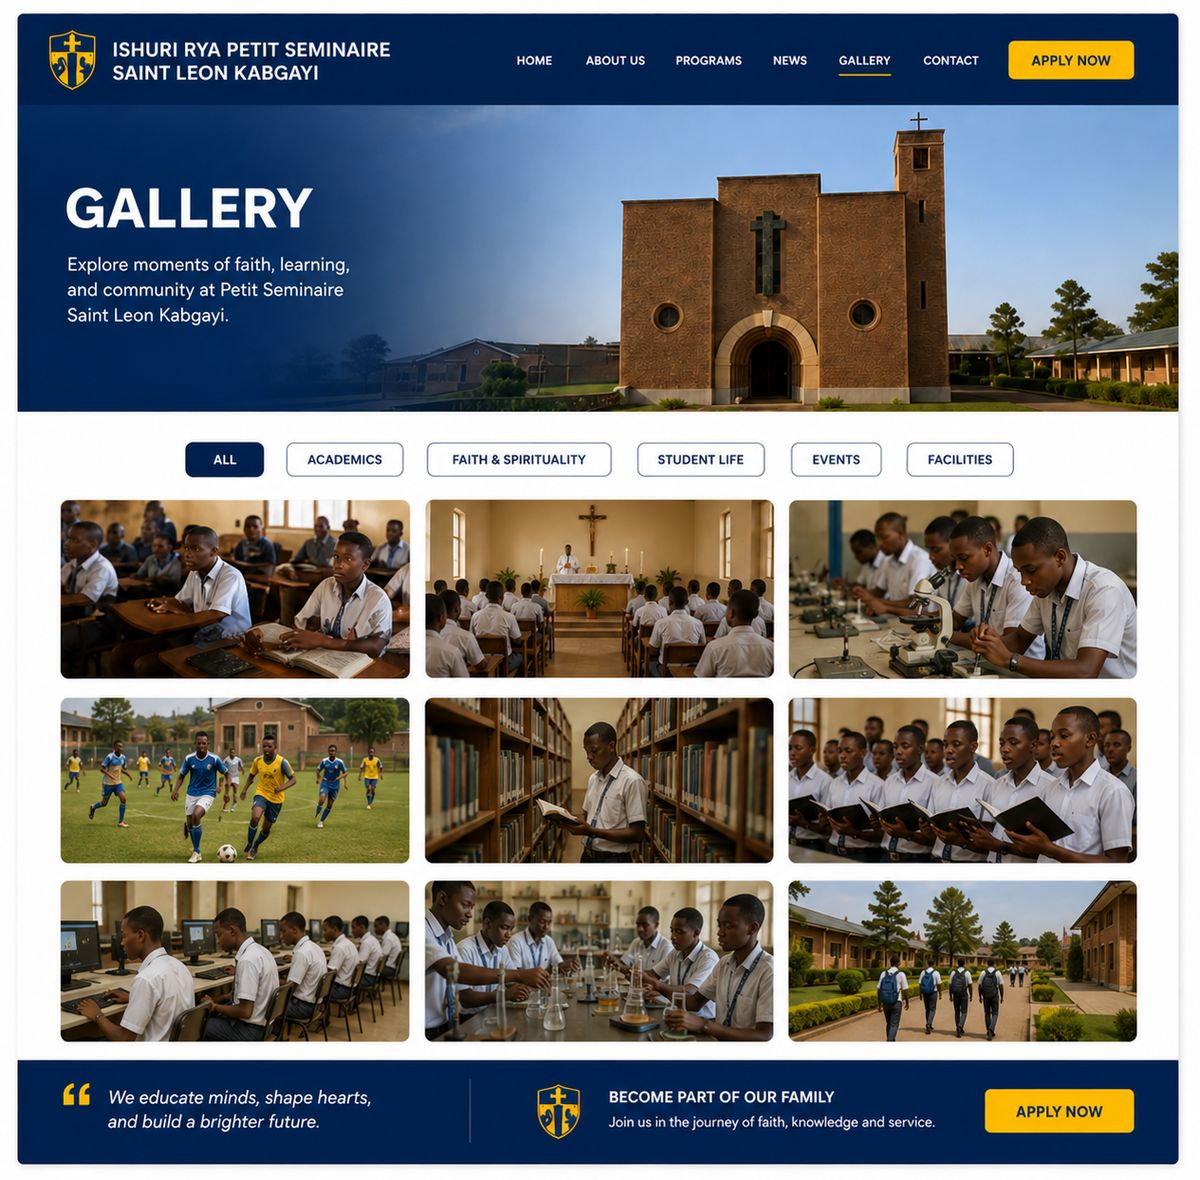 ISHURI RYA PETIT SEMINAIRE
SAINT LEON KABGAYI
HOME
ABOUT US
PROGRAMS
NEWS
GALLERY
CONTACT
APPLY NOW
GALLERY
Explore moments of faith, learning,
and community at Petit Seminaire
Saint Leon Kabgayi.
ALL
ACADEMICS
FAITH & SPIRITUALITY
STUDENT LIFE
EVENTS
FACILITIES
“ We educate minds, shape hearts,
and build a brighter future.
BECOME PART OF OUR FAMILY
Join us in the journey of faith, knowledge and service.
APPLY NOW